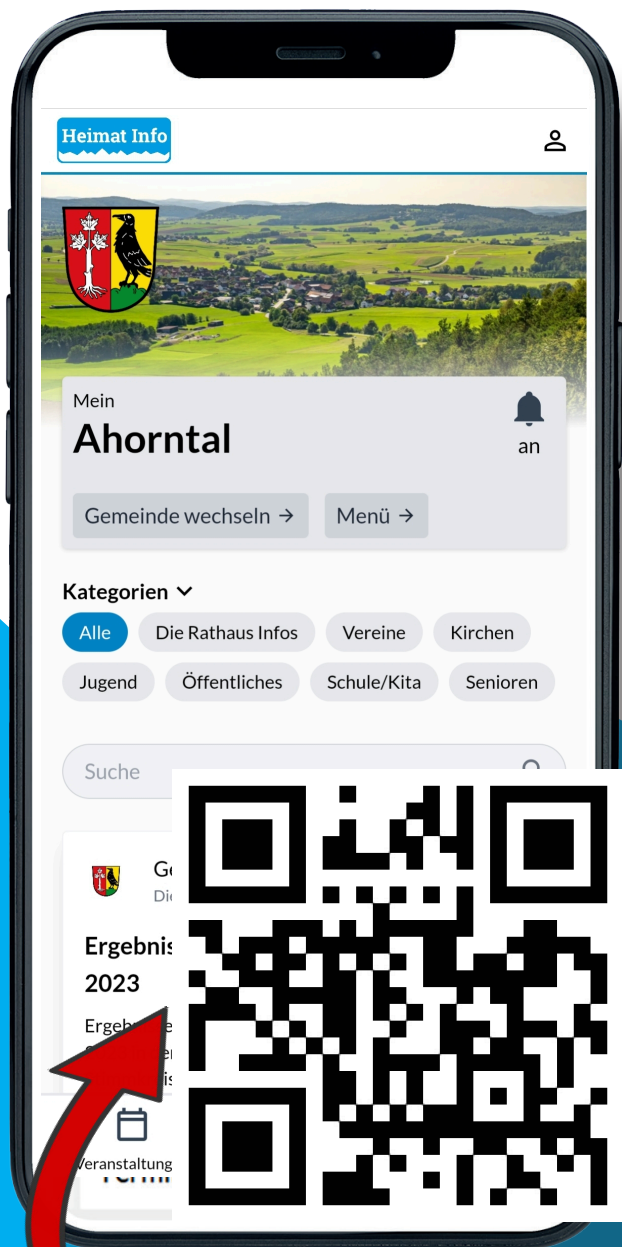 Heimat Info
Mein
Ahorntal
an
Gemeinde wechseln → Menü →
Kategorien
Alle Die Rathaus Infos Vereine Kirchen
Jugend Öffentliches Schule/Kita Senioren
Suche
2023